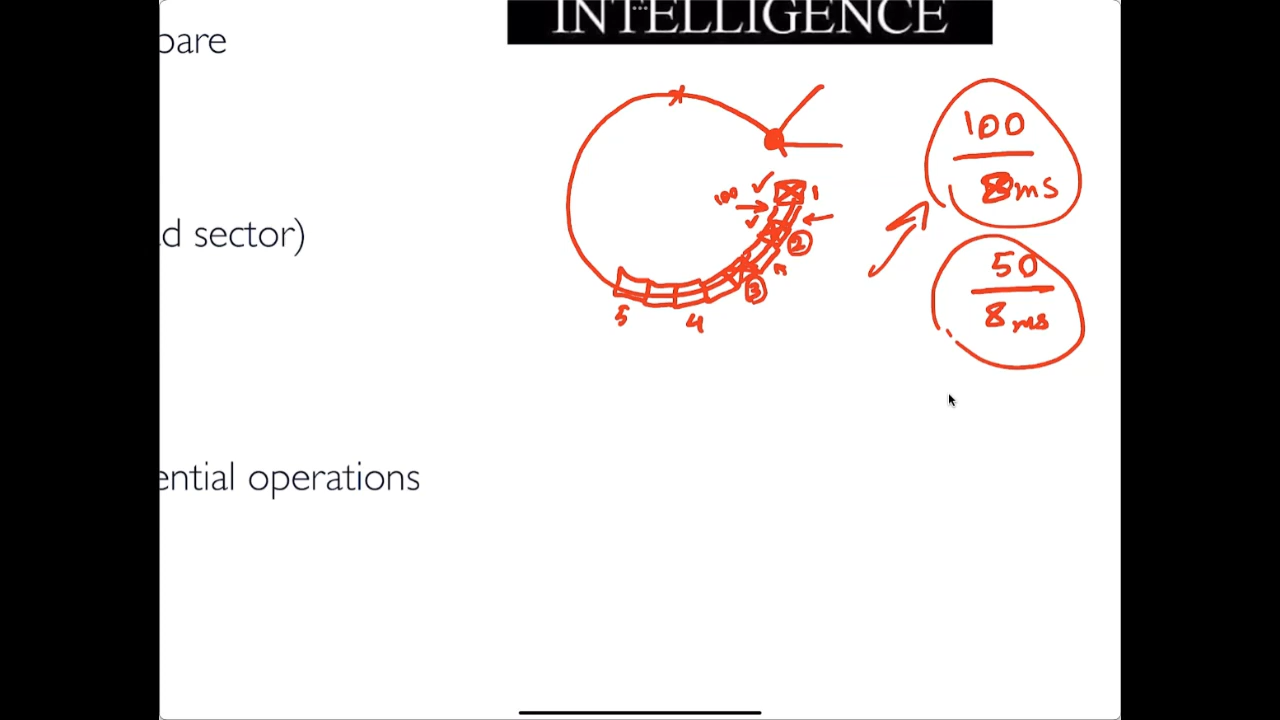 INTELLIGENCE
pare
d sector)
ential operations
100
1
2
3
4
5
100
8ms
50
8ms